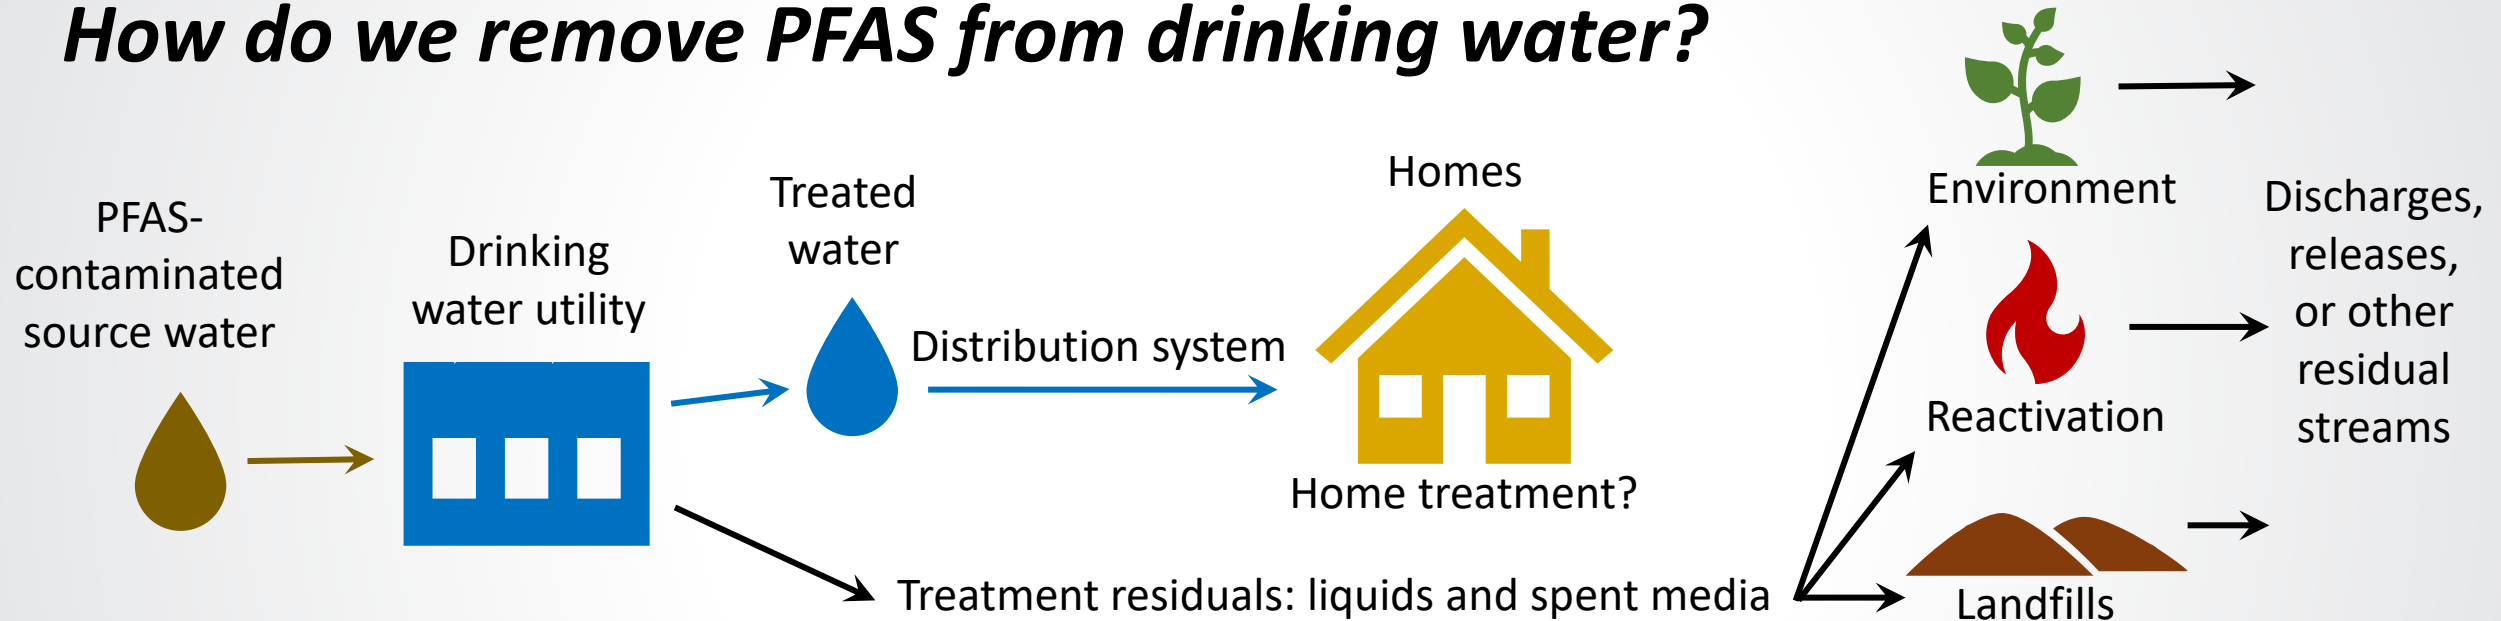 How do we remove PFAS from drinking water?
PFAS-
contaminated
source water
Drinking
water utility
Treated
water
Distribution system
Homes
Home treatment?
Treatment residuals: liquids and spent media
Environment
Reactivation
Landfills
Discharges,
releases,
or other
residual
streams